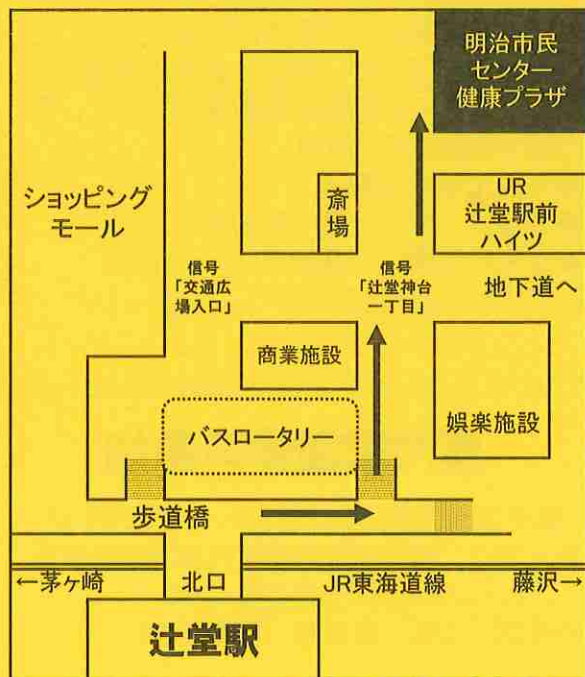 明治市民
センター
健康プラザ
ショッピング
モール
斎場
UR
辻堂駅前
ハイツ
信号
「交通広
場入口」
信号
「辻堂神台
一丁目」
地下道へ
商業施設
娯楽施設
バスロータリー
歩道橋
←茅ヶ崎
北口
JR東海道線
藤沢→
辻堂駅